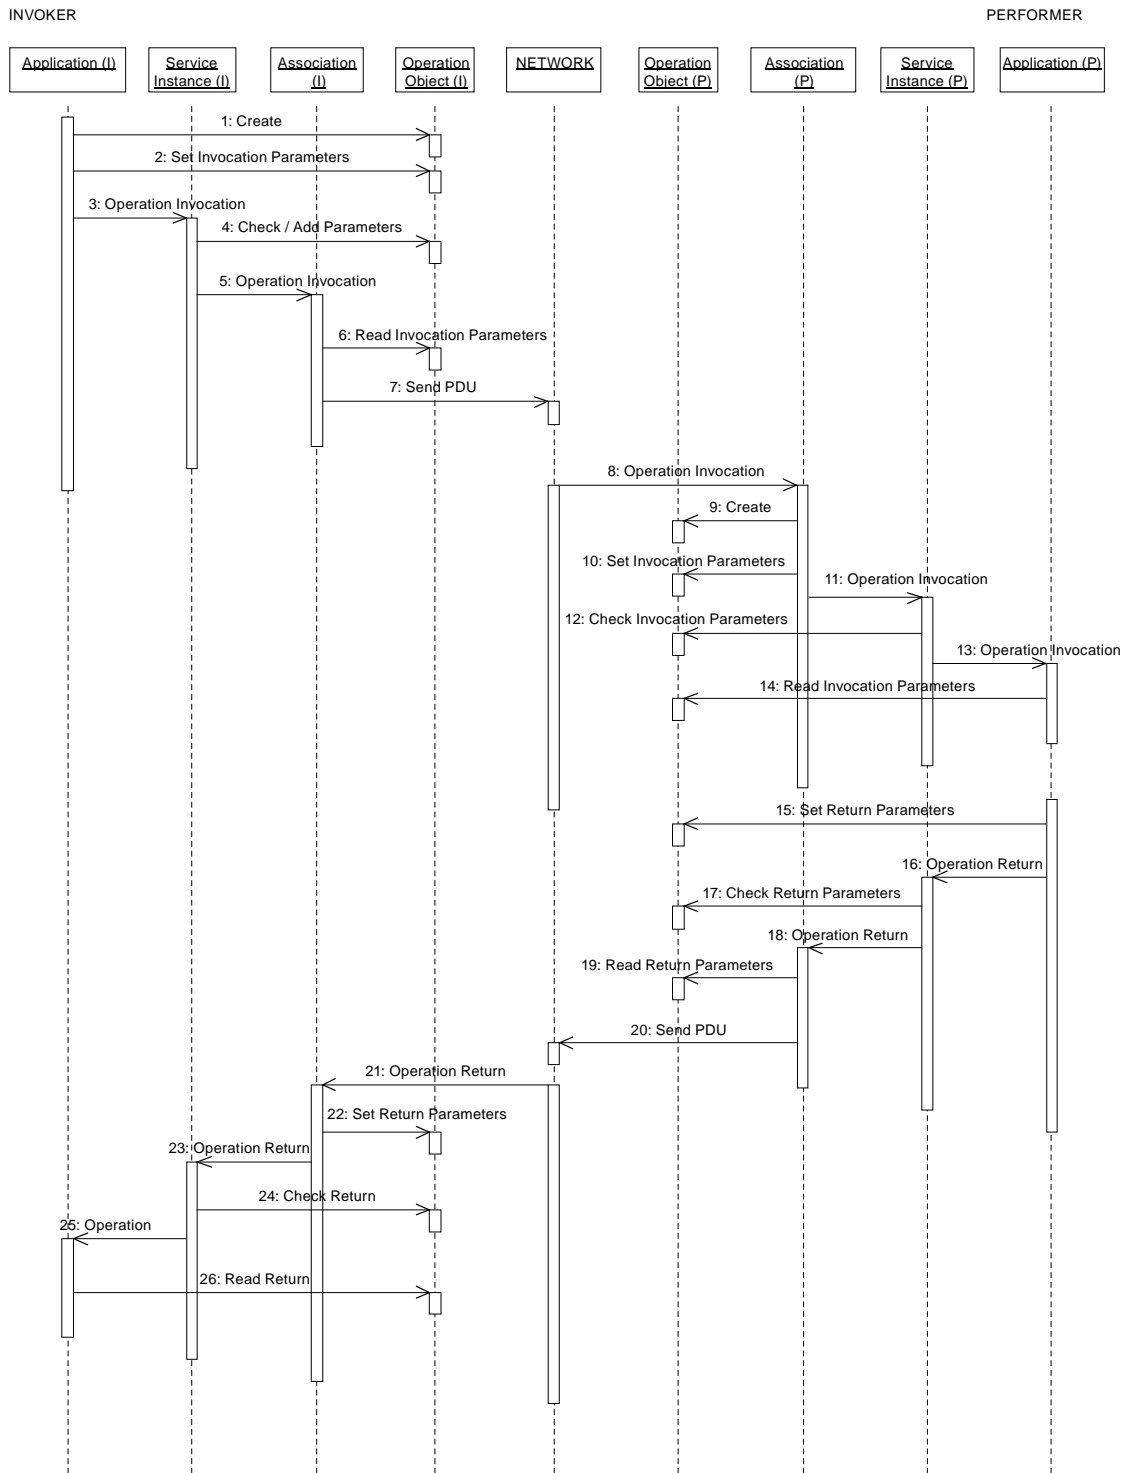 INVOKER
PERFORMER
Application (I)
Service
Instance (I)
Association
(I)
Operation
Object (I)
NETWORK
Operation
Object (P)
Association
(P)
Service
Instance (P)
Application (P)
1: Create
2: Set Invocation Parameters
3: Operation Invocation
4: Check / Add Parameters
5: Operation Invocation
6: Read Invocation Parameters
7: Send PDU
8: Operation Invocation
9: Create
10: Set Invocation Parameters
11: Operation Invocation
12: Check Invocation Parameters
13: Operation Invocation
14: Read Invocation Parameters
15: Set Return Parameters
16: Operation Return
17: Check Return Parameters
18: Operation Return
19: Read Return Parameters
20: Send PDU
21: Operation Return
22: Set Return Parameters
23: Operation Return
24: Check Return
25: Operation
26: Read Return